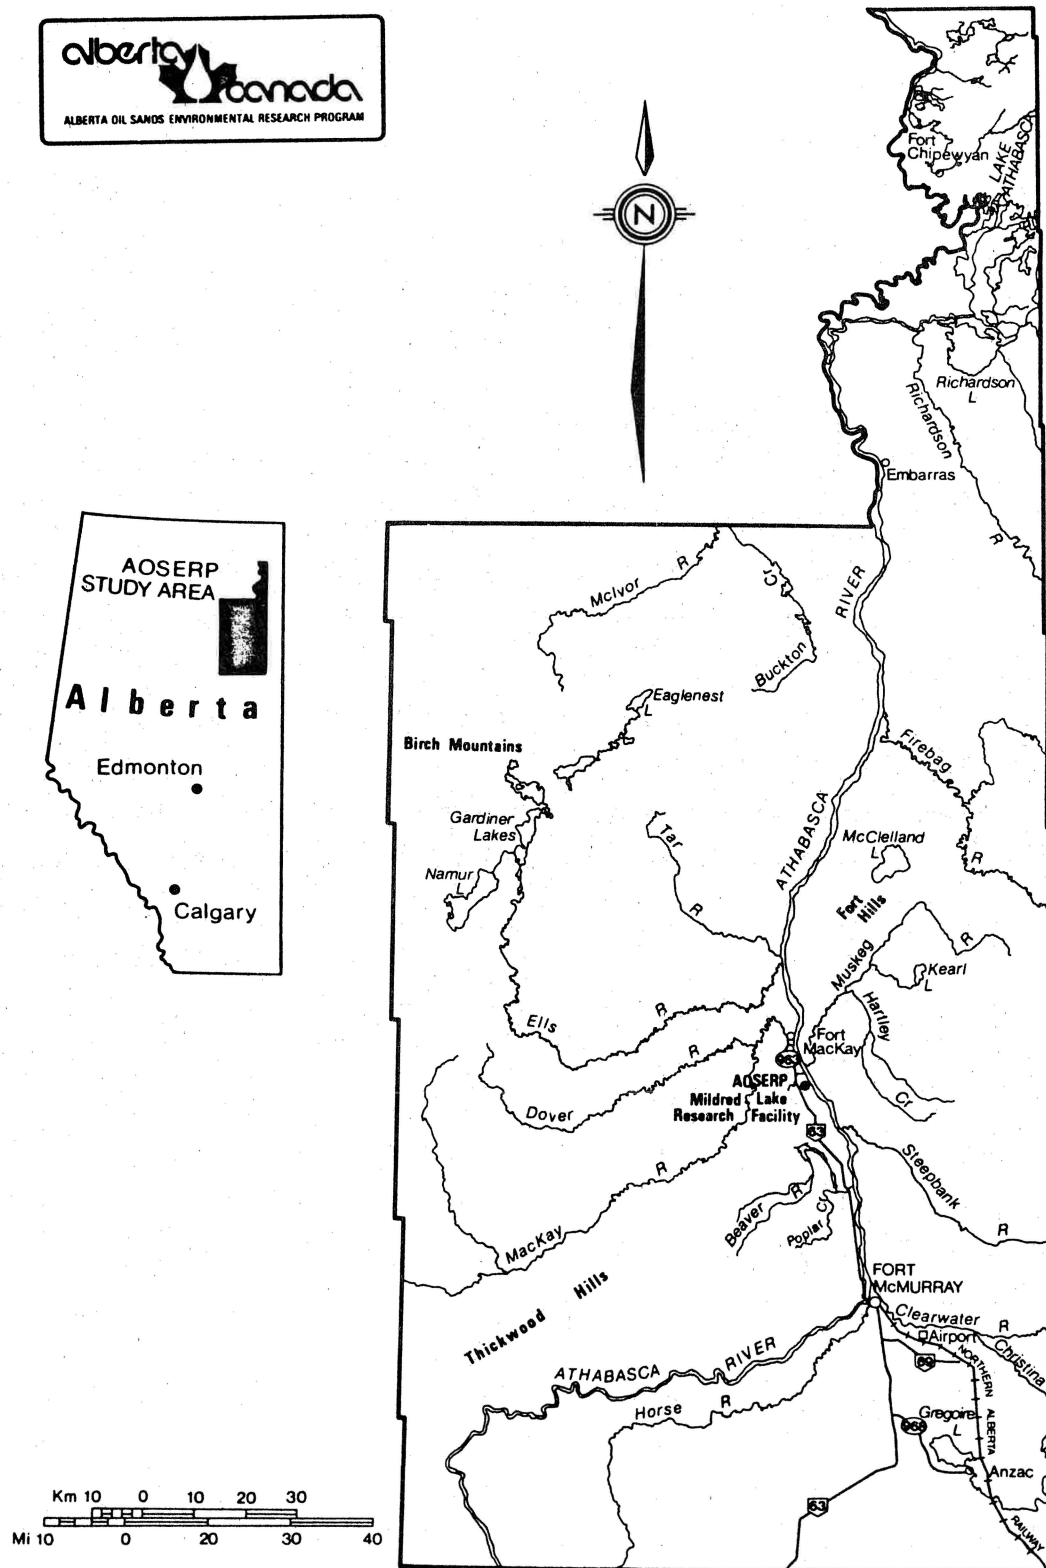 alberta
canada
ALBERTA OIL SANDS ENVIRONMENTAL RESEARCH PROGRAM
N
Fort
Chipewyan
LAKE
ATHABASCA
Richardson
L
Richardson
R
Embarras
AOSERP
STUDY AREA
Alberta
Edmonton
Calgary
McIvor R
Cr
Buckton
RIVER
Eaglenest
L
Birch Mountains
Firebag
R
Gardiner
Lakes
Namur
L
Tar
R
ATHABASCA
McClelland
L
Fort
Hills
Muskeg
R
Kearl
L
Hartley
Cr
Ells R
Fort
MacKay
963
AOSERP
Mildred Lake
Research Facility
Dover R
63
Steepbank
R
MacKay R
Beaver R
Poplar Cr
Thickwood Hills
FORT
McMURRAY
Clearwater R
Airport
Christina
69
NORTHERN ALBERTA RAILWAY
ATHABASCA RIVER
Horse R
Gregoire
L
Anzac
63
Km 10 0 10 20 30
Mi 10 0 20 30 40